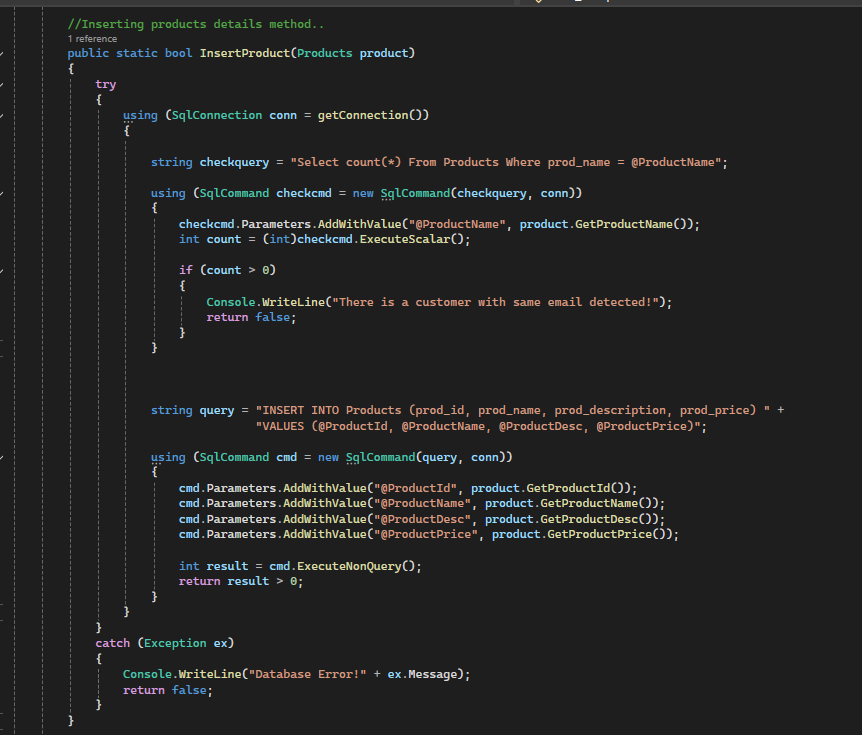 //Inserting products details method..
1 reference
public static bool InsertProduct(Products product)
{
try
{
using (SqlConnection conn = getConnection())
{
string checkquery = "Select count(*) From Products Where prod_name = @ProductName";
using (SqlCommand checkcmd = new SqlCommand(checkquery, conn))
{
checkcmd.Parameters.AddWithValue("@ProductName", product.GetProductName());
int count = (int)checkcmd.ExecuteScalar();
if (count > 0)
{
Console.WriteLine("There is a customer with same email detected!");
return false;
}
}
string query = "INSERT INTO Products (prod_id, prod_name, prod_description, prod_price) " +
"VALUES (@ProductId, @ProductName, @ProductDesc, @ProductPrice)";
using (SqlCommand cmd = new SqlCommand(query, conn))
{
cmd.Parameters.AddWithValue("@ProductId", product.GetProductId());
cmd.Parameters.AddWithValue("@ProductName", product.GetProductName());
cmd.Parameters.AddWithValue("@ProductDesc", product.GetProductDesc());
cmd.Parameters.AddWithValue("@ProductPrice", product.GetProductPrice());
int result = cmd.ExecuteNonQuery();
return result > 0;
}
}
}
catch (Exception ex)
{
Console.WriteLine("Database Error!" + ex.Message);
return false;
}
}